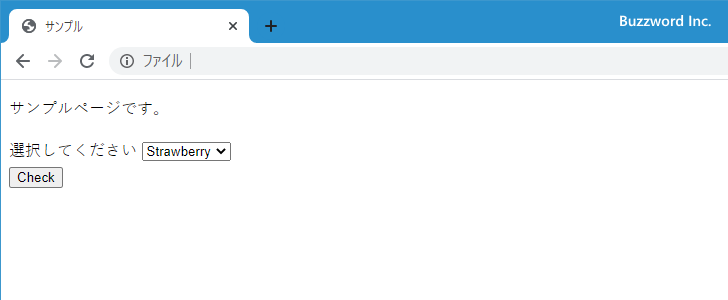 サンプル
Buzzword Inc.
ファイル
サンプルページです。
選択してください Strawberry
Check